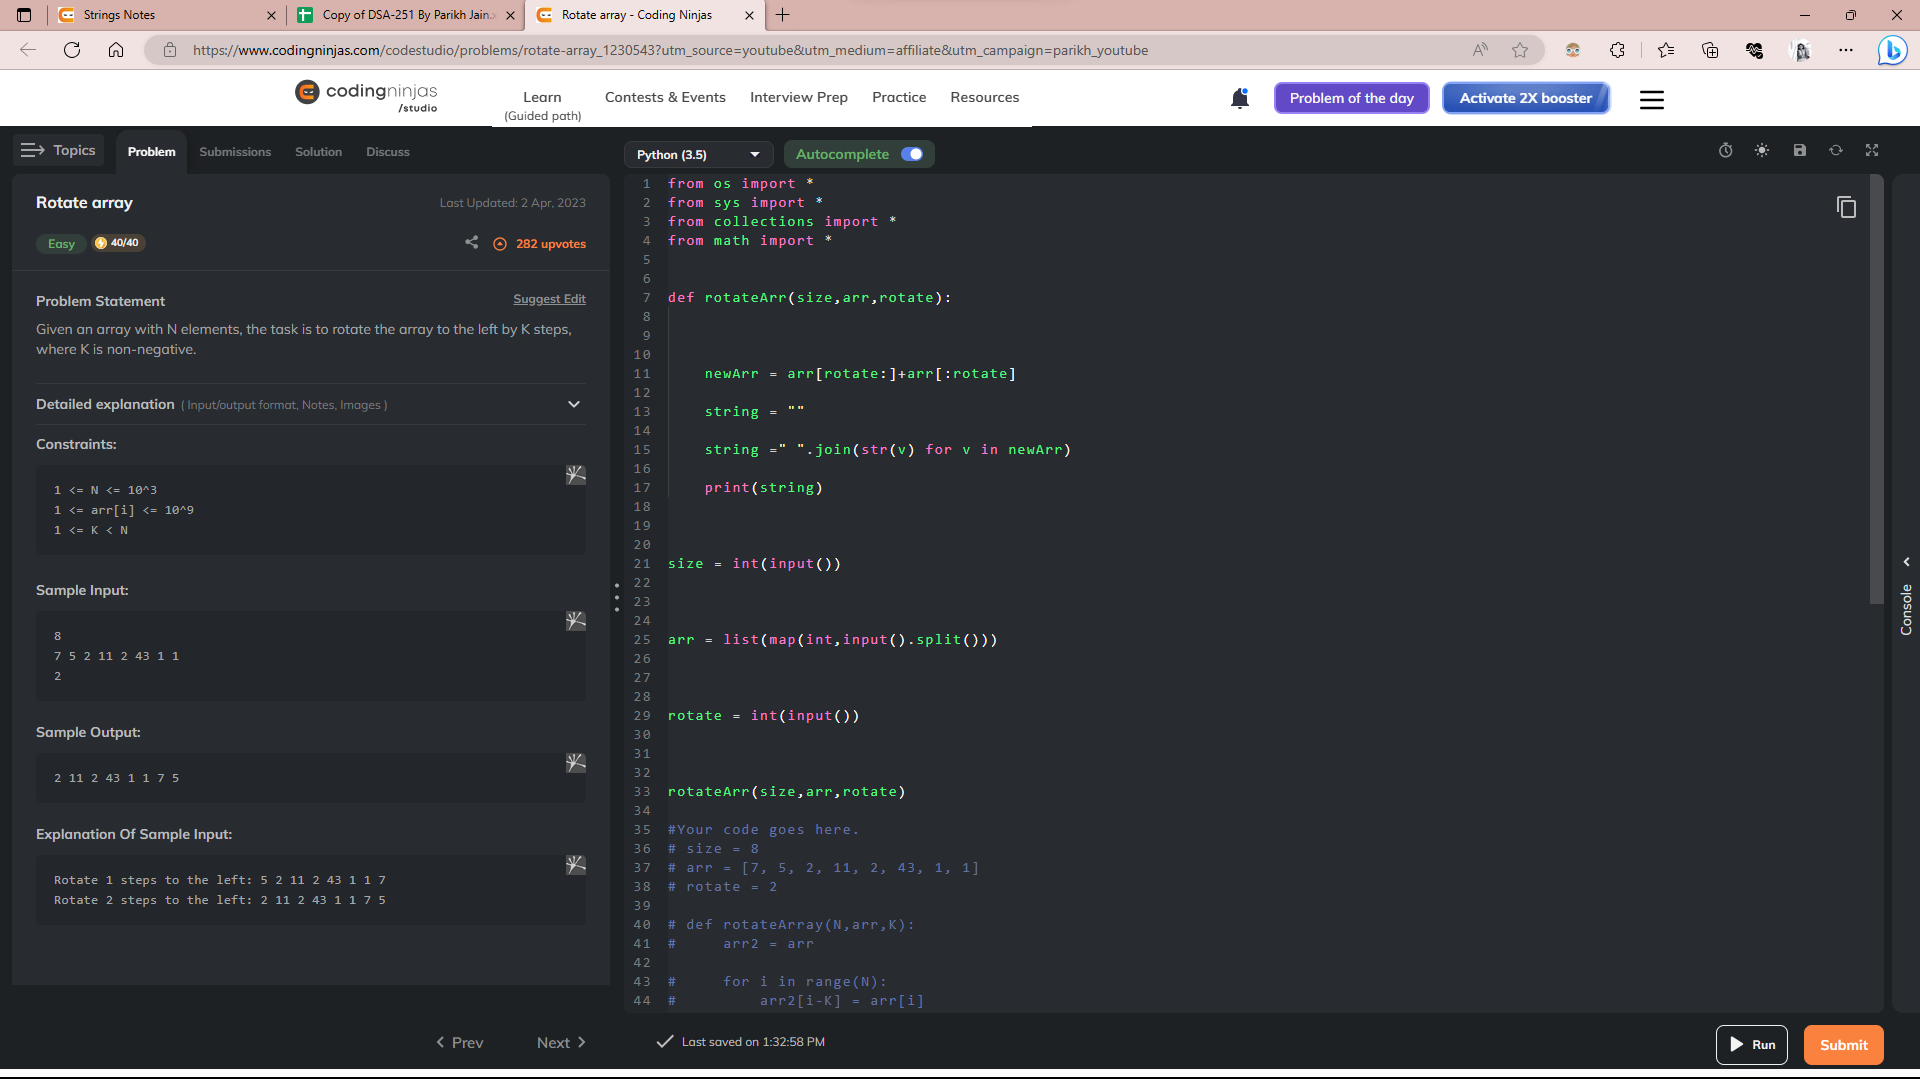 Strings Notes
Copy of DSA-251 By Parikh Jain.x
Rotate array - Coding Ninjas
https://www.codingninjas.com/codestudio/problems/rotate-array_1230543?utm_source=youtube&utm_medium=affiliate&utm_campaign=parikh_youtube
codingninjas
/studio
Learn
(Guided path)
Contests & Events
Interview Prep
Practice
Resources
Problem of the day
Activate 2X booster
Topics
Problem
Submissions
Solution
Discuss
Rotate array
Last Updated: 2 Apr, 2023
Easy
40/40
282 upvotes
Problem Statement
Suggest Edit
Given an array with N elements, the task is to rotate the array to the left by K steps,
where K is non-negative.
Detailed explanation ( Input/output format, Notes, Images )
Constraints:
1 <= N <= 10^3
1 <= arr[i] <= 10^9
1 <= K < N
Sample Input:
8
7 5 2 11 2 43 1 1
2
Sample Output:
2 11 2 43 1 1 7 5
Explanation Of Sample Input:
Rotate 1 steps to the left: 5 2 11 2 43 1 1 7
Rotate 2 steps to the left: 2 11 2 43 1 1 7 5
Prev
Next
Python (3.5)
Autocomplete
1 from os import *
2 from sys import *
3 from collections import *
4 from math import *
5
6
7 def rotateArr(size,arr,rotate):
8
9
10
11 newArr = arr[rotate:]+arr[:rotate]
12
13 string = ""
14
15 string =" ".join(str(v) for v in newArr)
16
17 print(string)
18
19
20
21 size = int(input())
22
23
24
25 arr = list(map(int,input().split()))
26
27
28
29 rotate = int(input())
30
31
32
33 rotateArr(size,arr,rotate)
34
35 #Your code goes here.
36 # size = 8
37 # arr = [7, 5, 2, 11, 2, 43, 1, 1]
38 # rotate = 2
39
40 # def rotateArray(N,arr,K):
41 # arr2 = arr
42
43 # for i in range(N):
44 # arr2[i-K] = arr[i]
Console
Last saved on 1:32:58 PM
Run
Submit